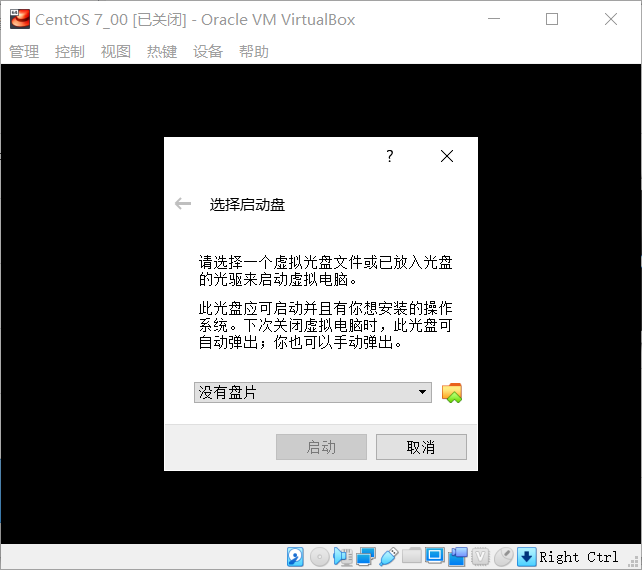 CentOS 7_00 [已关闭] - Oracle VM VirtualBox
管理 控制 视图 热键 设备 帮助
?
选择启动盘
请选择一个虚拟光盘文件或已放入光盘
的光驱来启动虚拟电脑。
此光盘应可启动并且有你想安装的操作
系统。下次关闭虚拟电脑时，此光盘可
自动弹出；你也可以手动弹出。
没有盘片
启动 取消
Right Ctrl